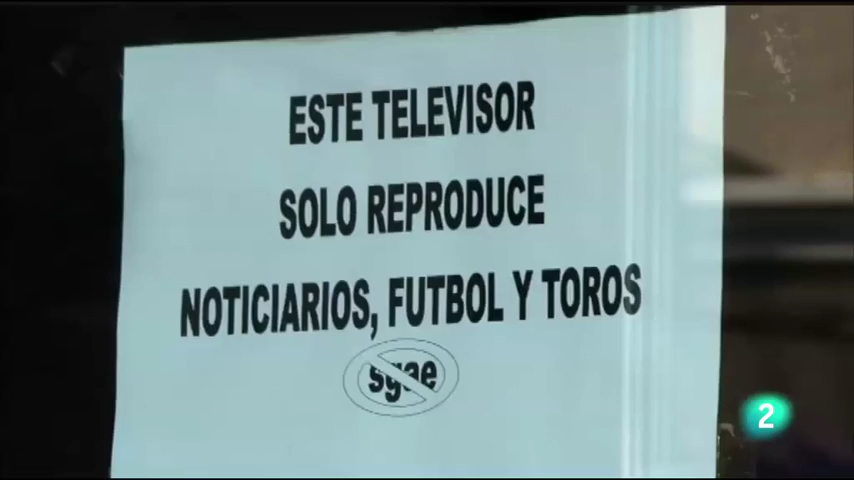 ESTE TELEVISOR
SOLO REPRODUCE
NOTICIARIOS, FUTBOL Y TOROS
sgae
2